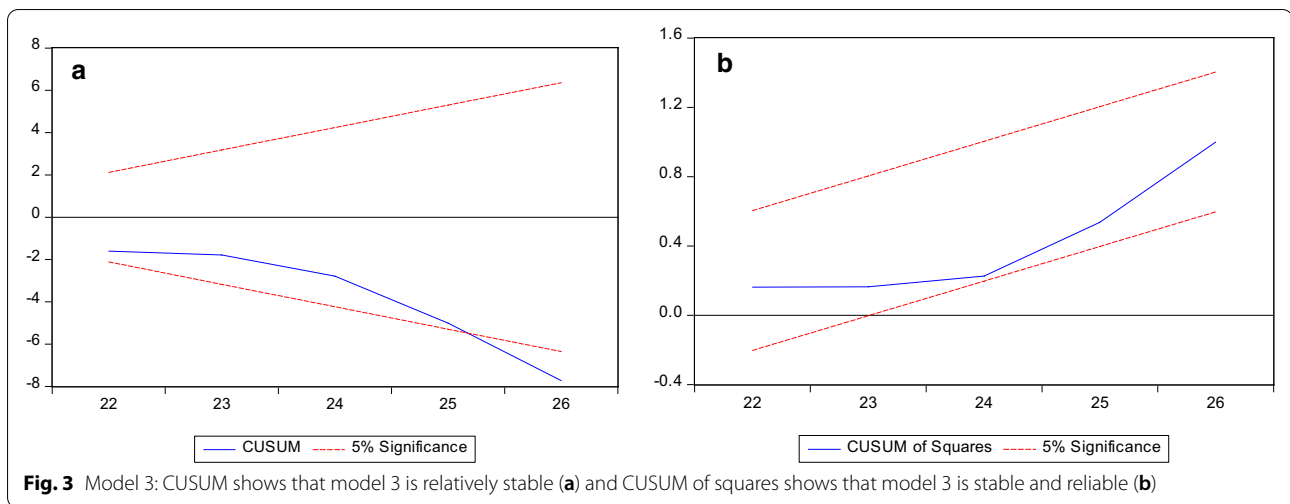 a
8
6
4
2
0
-2
-4
-6
-8
22 23 24 25 26
CUSUM 5% Significance
b
1.6
1.2
0.8
0.4
0.0
-0.4
22 23 24 25 26
CUSUM of Squares 5% Significance
Fig. 3 Model 3: CUSUM shows that model 3 is relatively stable (a) and CUSUM of squares shows that model 3 is stable and reliable (b)